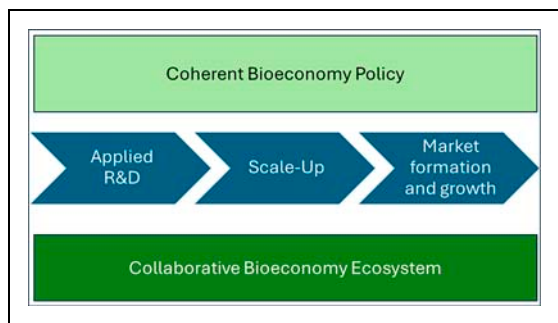 Coherent Bioeconomy Policy
Applied
R&D
Scale-Up
Market
formation
and growth
Collaborative Bioeconomy Ecosystem